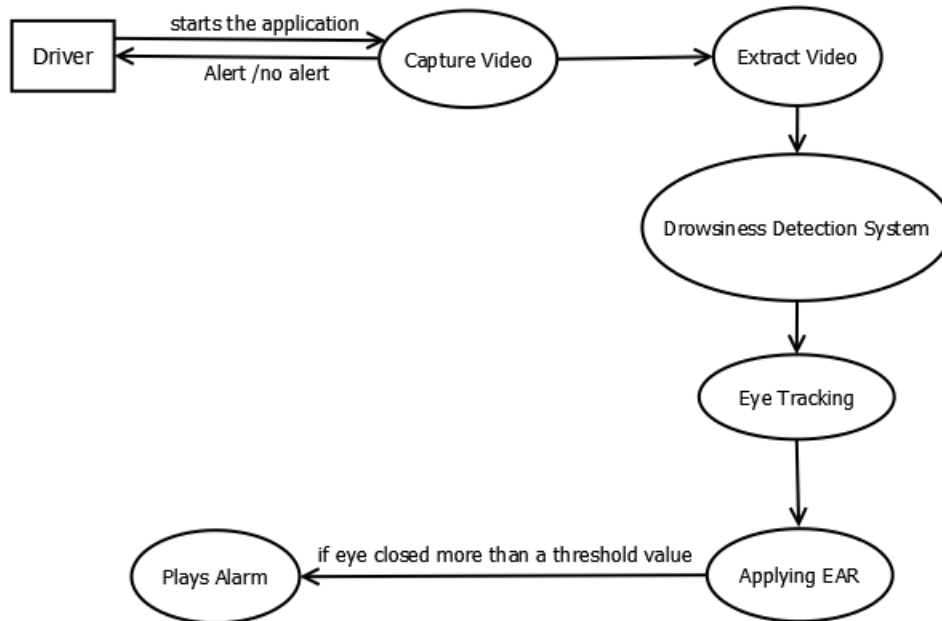 starts the application
Driver
Capture Video
Extract Video
Alert /no alert
Drowsiness Detection System
Eye Tracking
if eye closed more than a threshold value
Plays Alarm
Applying EAR